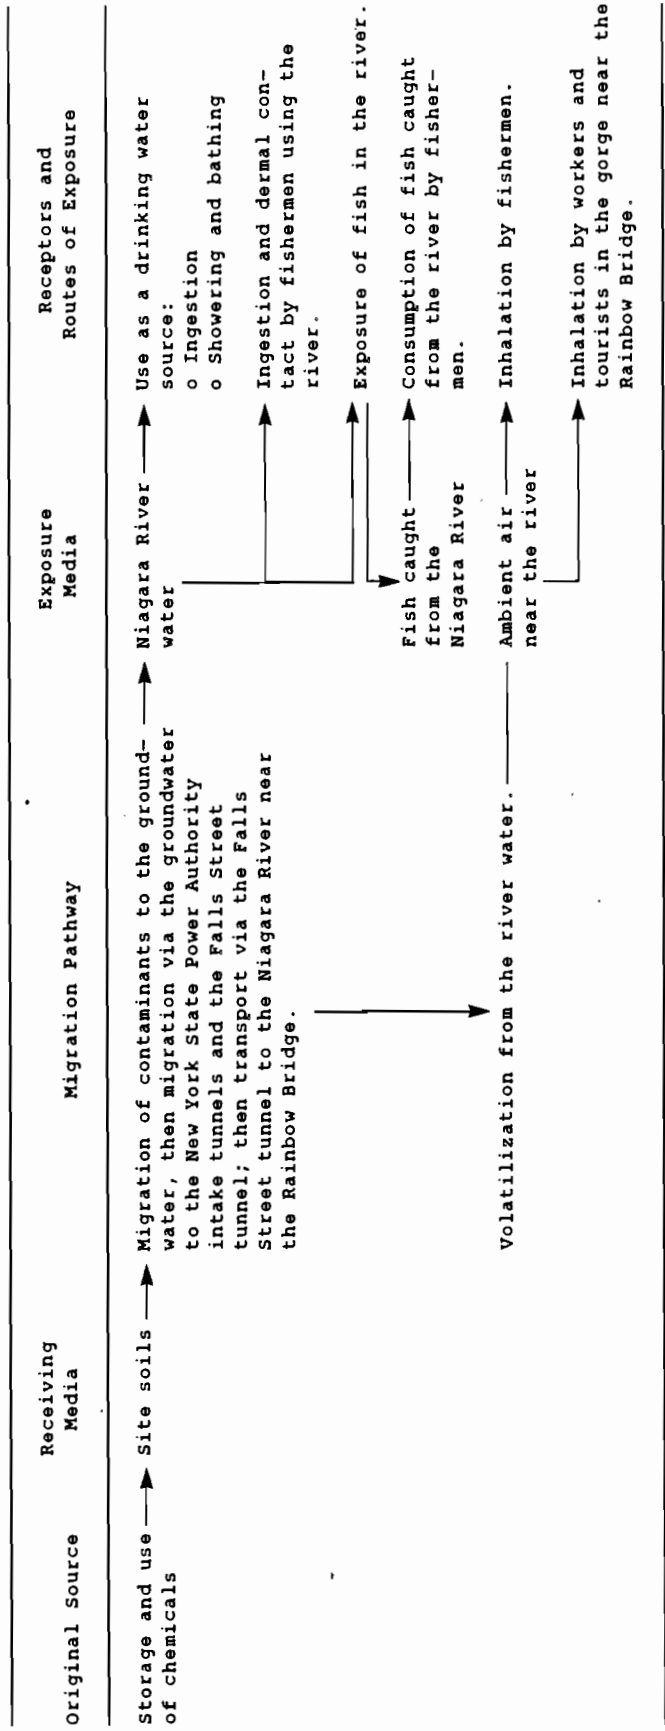 Original Source
Receiving
Media
Migration Pathway
Exposure
Media
Receptors and
Routes of Exposure
Storage and use
of chemicals
Site soils
Migration of contaminants to the ground-
water, then migration via the groundwater
to the New York State Power Authority
intake tunnels and the Falls Street
tunnel; then transport via the Falls
Street tunnel to the Niagara River near
the Rainbow Bridge.
Niagara River
water
Use as a drinking water
source:
o Ingestion
o Showering and bathing
Ingestion and dermal con-
tact by fishermen using the
river.
Exposure of fish in the river.
Fish caught
from the
Niagara River
Consumption of fish caught
from the river by fisher-
men.
Volatilization from the river water.
Ambient air
near the river
Inhalation by fishermen.
Inhalation by workers and
tourists in the gorge near the
Rainbow Bridge.